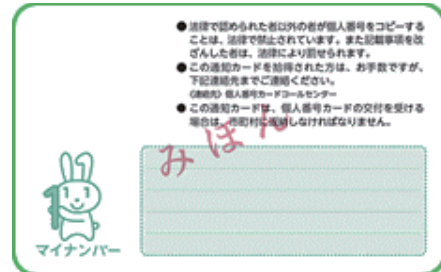 ●法律で認められた者以外の者が個人番号をコピーする
ことは、法律で禁止されています。また記載事項を改
ざんした者は、法律により罰せられます。
●この通知カードを拾得された方は、お手数ですが、
下記連絡先までご連絡ください。
《連絡先》個人番号カードコールセンター
●この通知カードは、個人番号カードの交付を受ける
場合は、市町村に返納しなければなりません。
みほん
マイナンバー